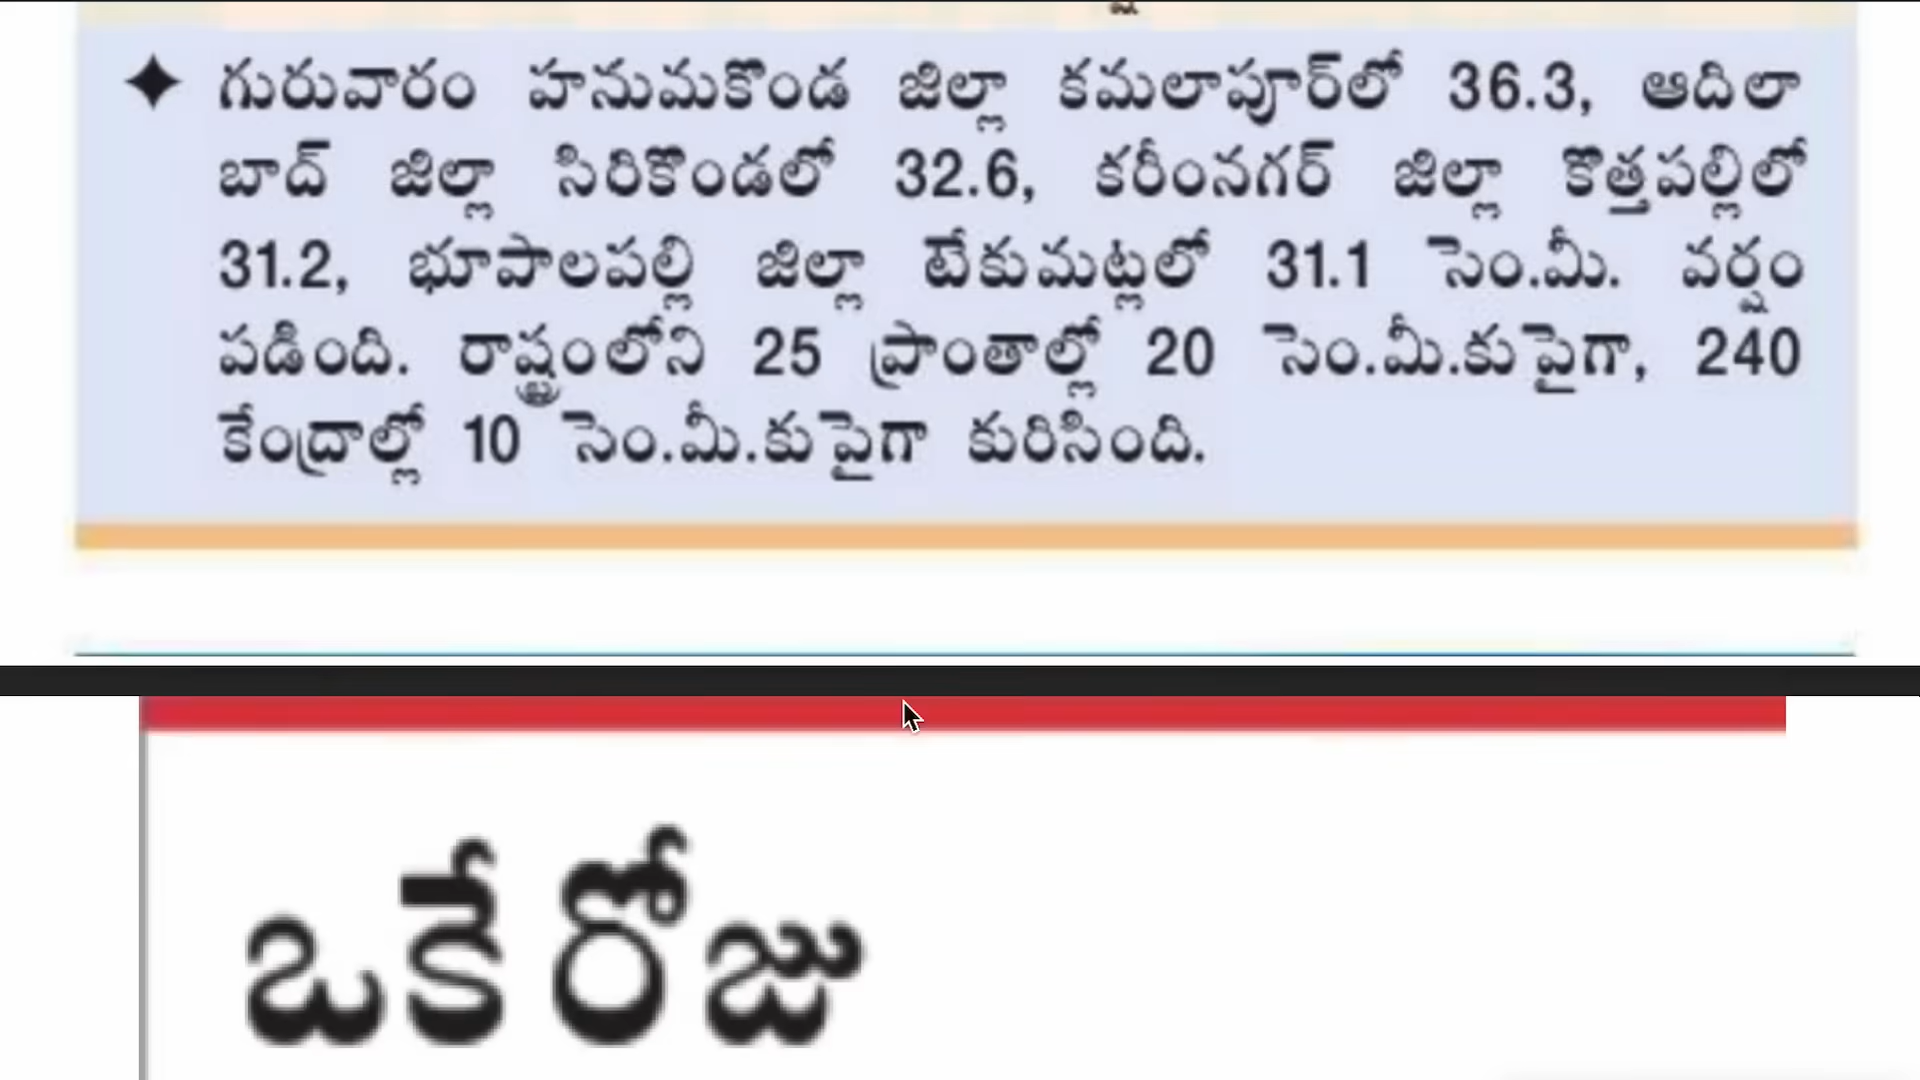 గురువారం హనుమకొండ జిల్లా కమలాపూర్‌లో 36.3, ఆదిలా
బాద్ జిల్లా సిరికొండలో 32.6, కరీంనగర్ జిల్లా కొత్తపల్లిలో
31.2, భూపాలపల్లి జిల్లా టేకుమట్లలో 31.1 సెం.మీ. వర్షం
పడింది. రాష్ట్రంలోని 25 ప్రాంతాల్లో 20 సెం.మీ.కు పైగా, 240
కేంద్రాల్లో 10 సెం.మీ.కు పైగా కురిసింది.
ఒకే రోజు